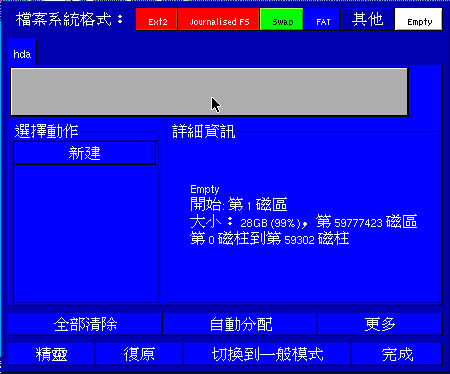 檔案系統格式： Ext2 Journalised FS Swap FAT 其他 Empty
hda
選擇動作
新建
詳細資訊
Empty
開始: 第 1 磁區
大小： 28GB (99%)， 第 59777423 磁區
第 0 磁柱到第 59302 磁柱
全部清除 自動分配 更多
精靈 復原 切換到一般模式 完成